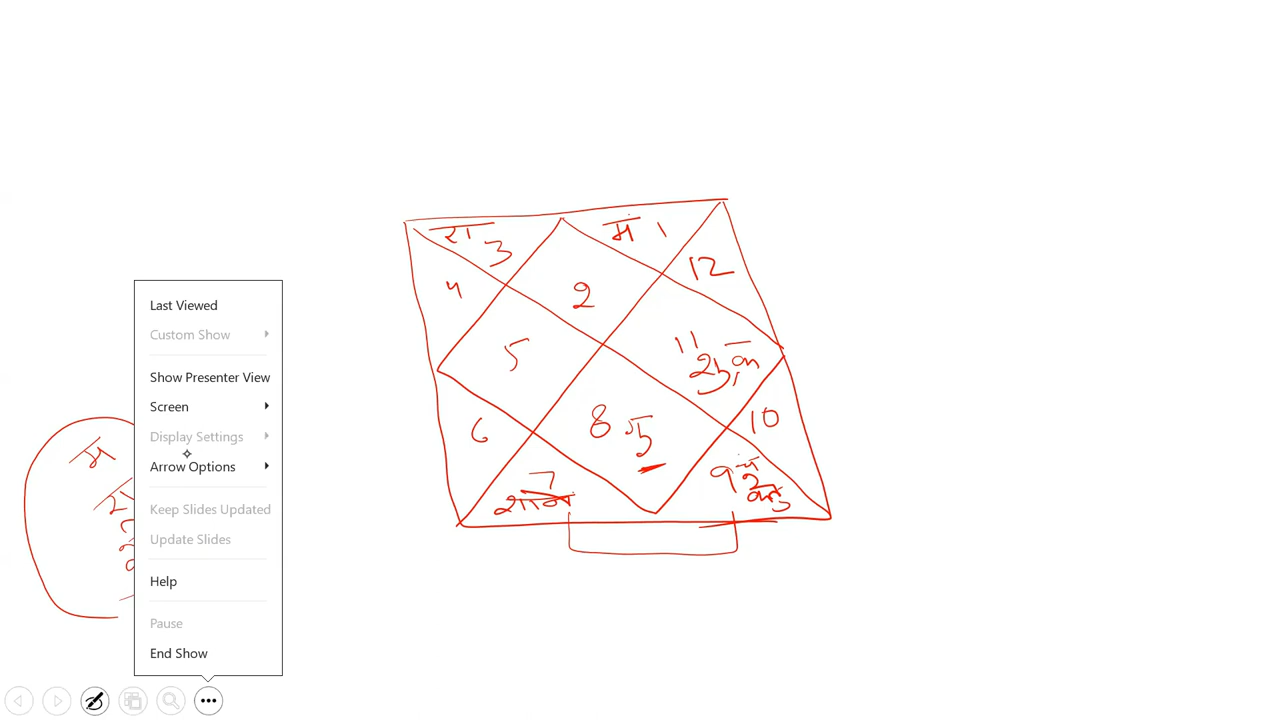 रा 3
मं 1
12
4
2
11
5
10
6
8
7
9
Last Viewed
Custom Show
Show Presenter View
Screen
Display Settings
Arrow Options
Keep Slides Updated
Update Slides
Help
Pause
End Show